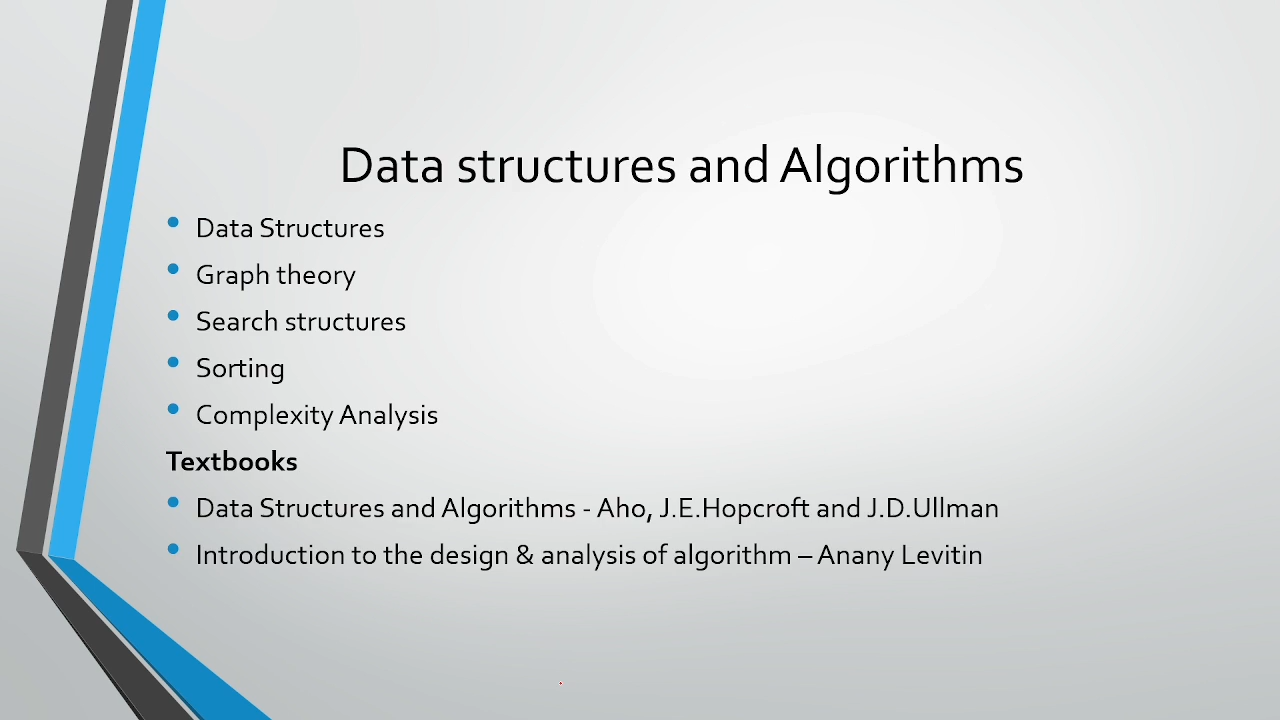 Data structures and Algorithms
Data Structures
Graph theory
Search structures
Sorting
Complexity Analysis
Textbooks
Data Structures and Algorithms - Aho, J.E.Hopcroft and J.D.Ullman
Introduction to the design & analysis of algorithm – Anany Levitin